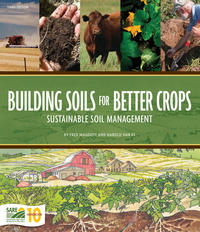 THIRD EDITION
BUILDING SOILS FOR BETTER CROPS
SUSTAINABLE SOIL MANAGEMENT
BY FRED MAGDOFF AND HAROLD VAN ES
SARE
10